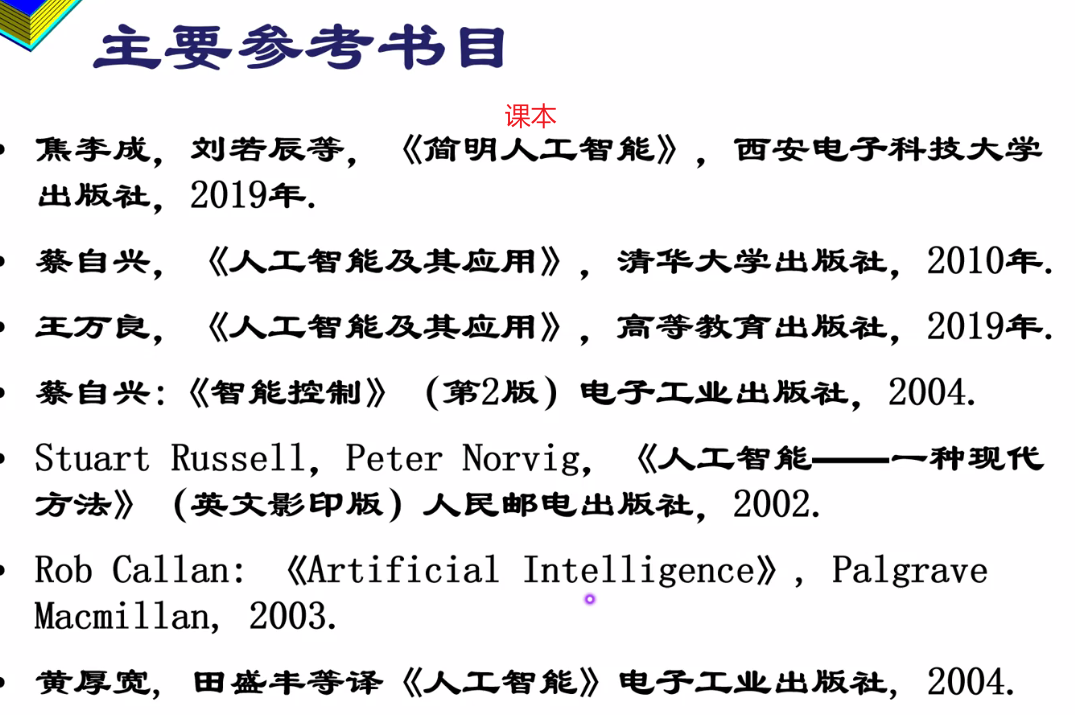 主要参考书目
课本
• 焦李成，刘若辰等，《简明人工智能》，西安电子科技大学
出版社，2019年.
• 蔡自兴，《人工智能及其应用》，清华大学出版社，2010年.
• 王万良，《人工智能及其应用》，高等教育出版社，2019年.
• 蔡自兴:《智能控制》（第2版）电子工业出版社，2004.
• Stuart Russell，Peter Norvig，《人工智能——一种现代
方法》（英文影印版）人民邮电出版社，2002.
• Rob Callan: 《Artificial Intelligence》, Palgrave
Macmillan, 2003.
• 黄厚宽, 田盛丰等译《人工智能》电子工业出版社, 2004.